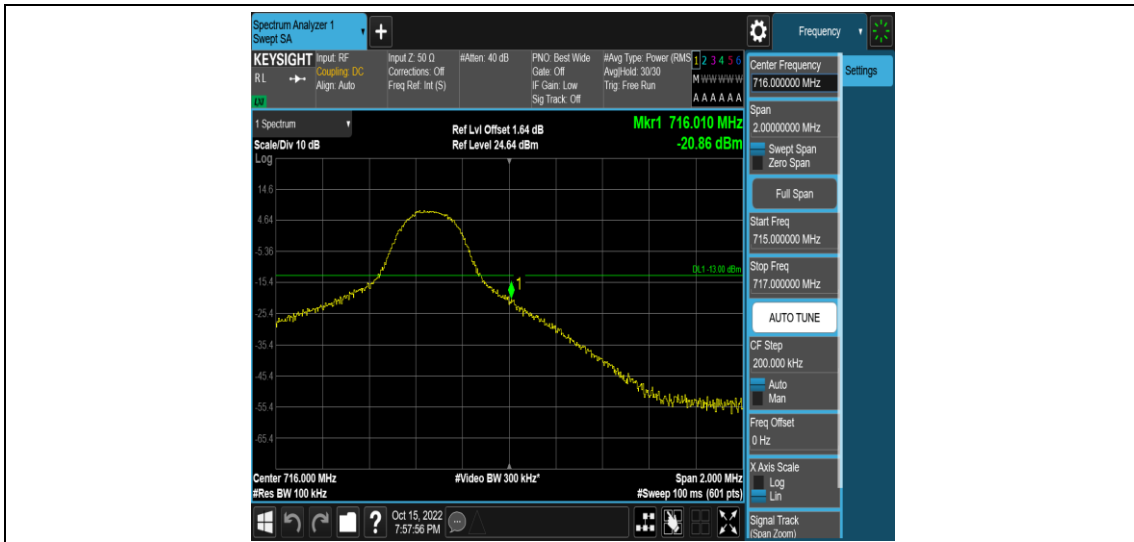 Spectrum Analyzer 1
Swept SA
Frequency
KEYSIGHT
RL
LXI
Input: RF
Coupling: DC
Align: Auto
Input Z: 50 Ω
Corrections: Off
Freq Ref: Int (S)
#Atten: 40 dB
PNO: Best Wide
Gate: Off
IF Gain: Low
Sig Track: Off
#Avg Type: Power (RMS
Avg|Hold: 30/30
Trig: Free Run
1 2 3 4 5 6
M W W W W W
A A A A A A
Center Frequency
716.000000 MHz
Settings
Span
2.00000000 MHz
Swept Span
Zero Span
Full Span
Start Freq
715.000000 MHz
Stop Freq
717.000000 MHz
AUTO TUNE
CF Step
200.000 kHz
Auto
Man
Freq Offset
0 Hz
X Axis Scale
Log
Lin
Signal Track
(Span Zoom)
1 Spectrum
Scale/Div 10 dB
Ref Lvl Offset 1.64 dB
Ref Level 24.64 dBm
Mkr1 716.010 MHz
-20.86 dBm
Log
14.6
4.64
-5.36
DL1 -13.00 dBm
-15.4
1
-25.4
-35.4
-45.4
-55.4
-65.4
Center 716.000 MHz
#Video BW 300 kHz*
Span 2.000 MHz
#Res BW 100 kHz
#Sweep 100 ms (601 pts)
?
Oct 15, 2022
7:57:56 PM